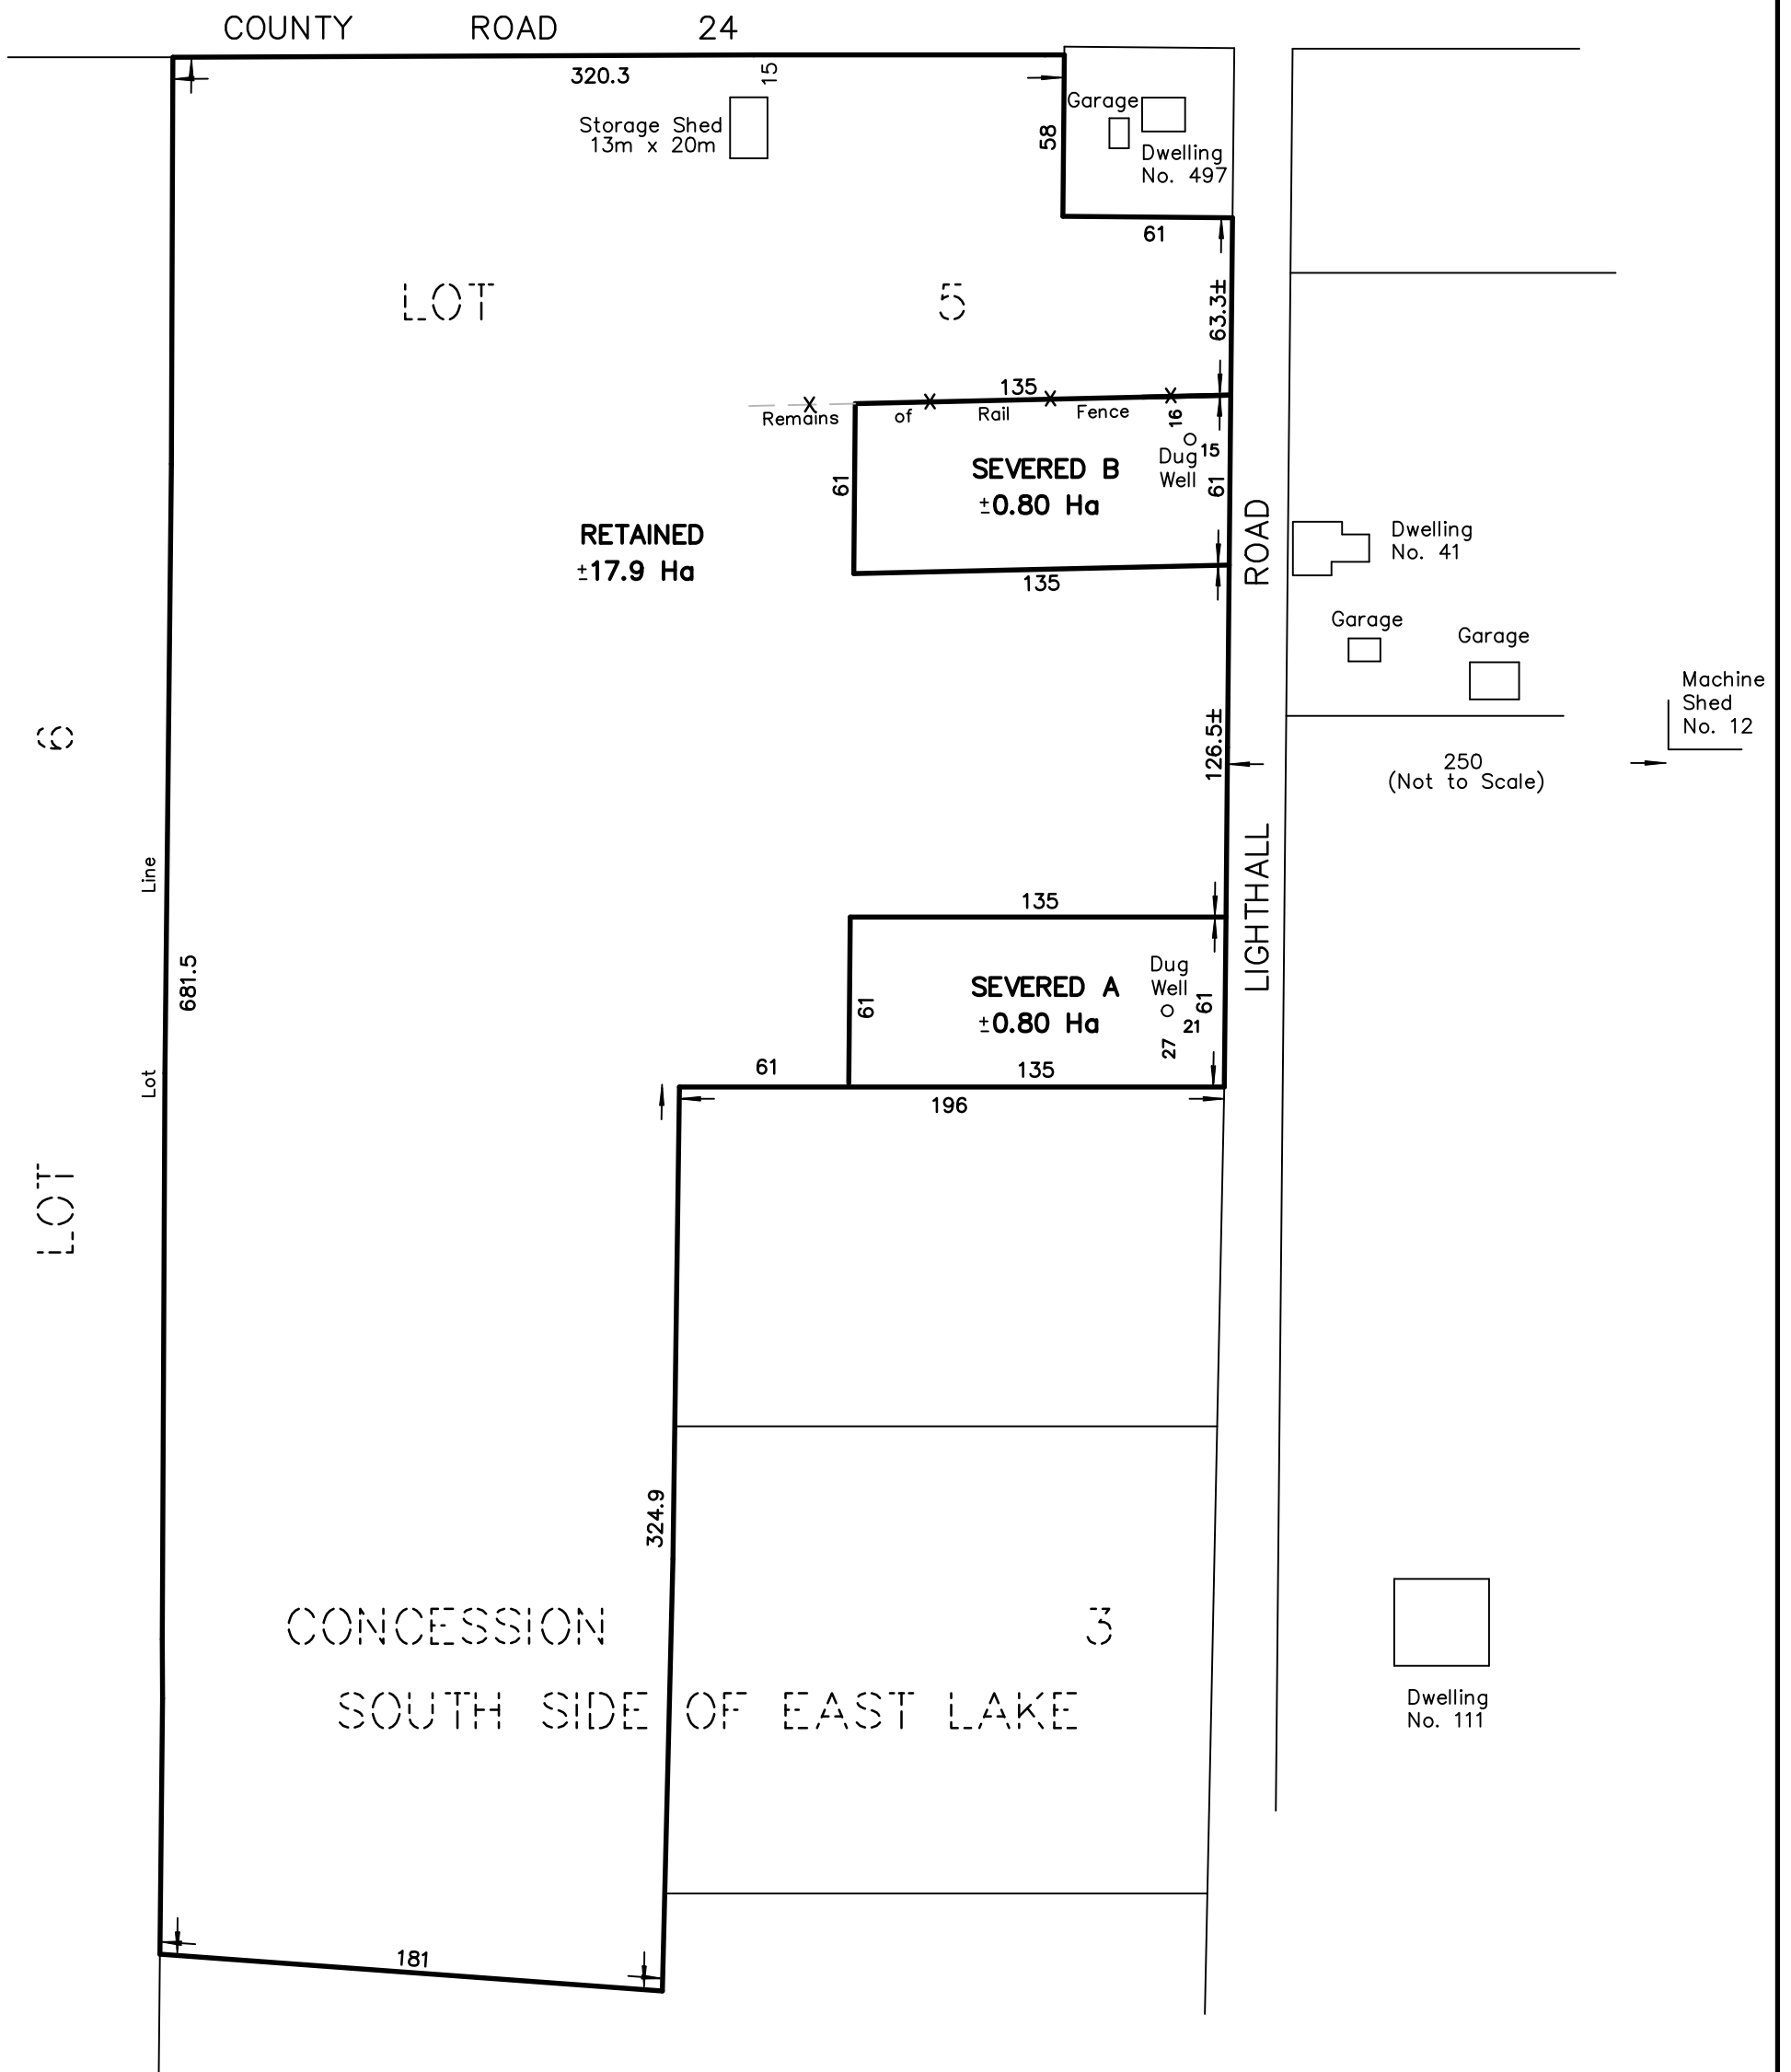 COUNTY ROAD 24
320.3
15
Storage Shed
13m x 20m
58
Garage
Dwelling
No. 497
61
63.3±
LOT 5
135
Remains of Rail Fence
16
15
Dug
Well
61
61
SEVERED B
±0.80 Ha
135
RETAINED
±17.9 Ha
ROAD
Dwelling
No. 41
Garage
Garage
Machine
Shed
No. 12
6
126.5±
250
(Not to Scale)
Line
LIGHTHALL
135
681.5
61
SEVERED A
±0.80 Ha
Dug
Well
61
21
27
Lot
61
135
196
LOT
324.9
CONCESSION 3
SOUTH SIDE OF EAST LAKE
Dwelling
No. 111
181